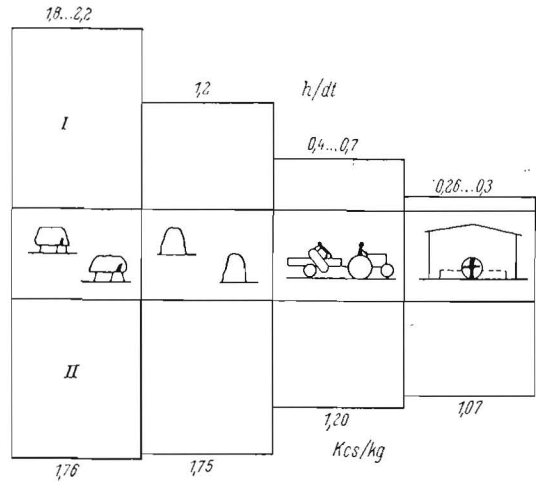 1,8...2,2
1,2
h/dt
0,4...0,7
0,26...0,3
I
II
1,76
1,75
1,20
1,07
Kcs/kg